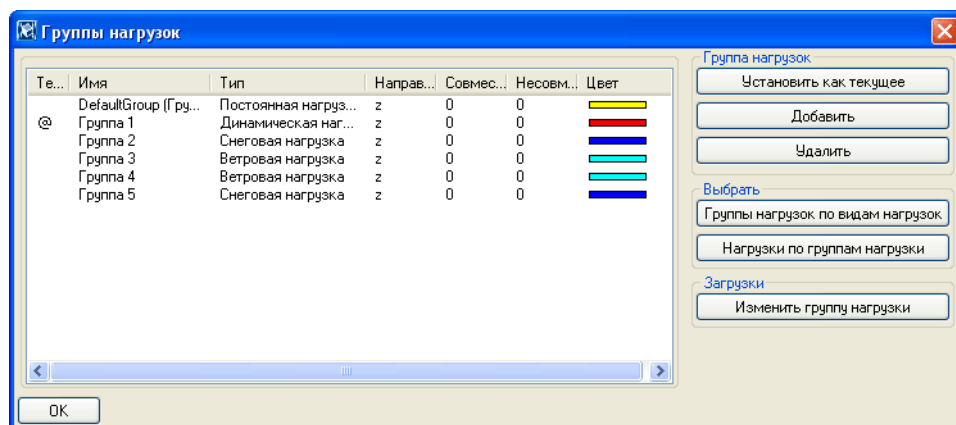 Группы нагрузок
Те... Имя Тип Направ... Совмес... Несовм... Цвет
DefaultGroup (Гру... Постоянная нагруз... z 0 0
@ Группа 1 Динамическая наг... z 0 0
Группа 2 Снеговая нагрузка z 0 0
Группа 3 Ветровая нагрузка z 0 0
Группа 4 Ветровая нагрузка z 0 0
Группа 5 Снеговая нагрузка z 0 0
Группа нагрузок
Установить как текущее
Добавить
Удалить
Выбрать
Группы нагрузок по видам нагрузок
Нагрузки по группам нагрузки
Загрузки
Изменить группу нагрузки
OK